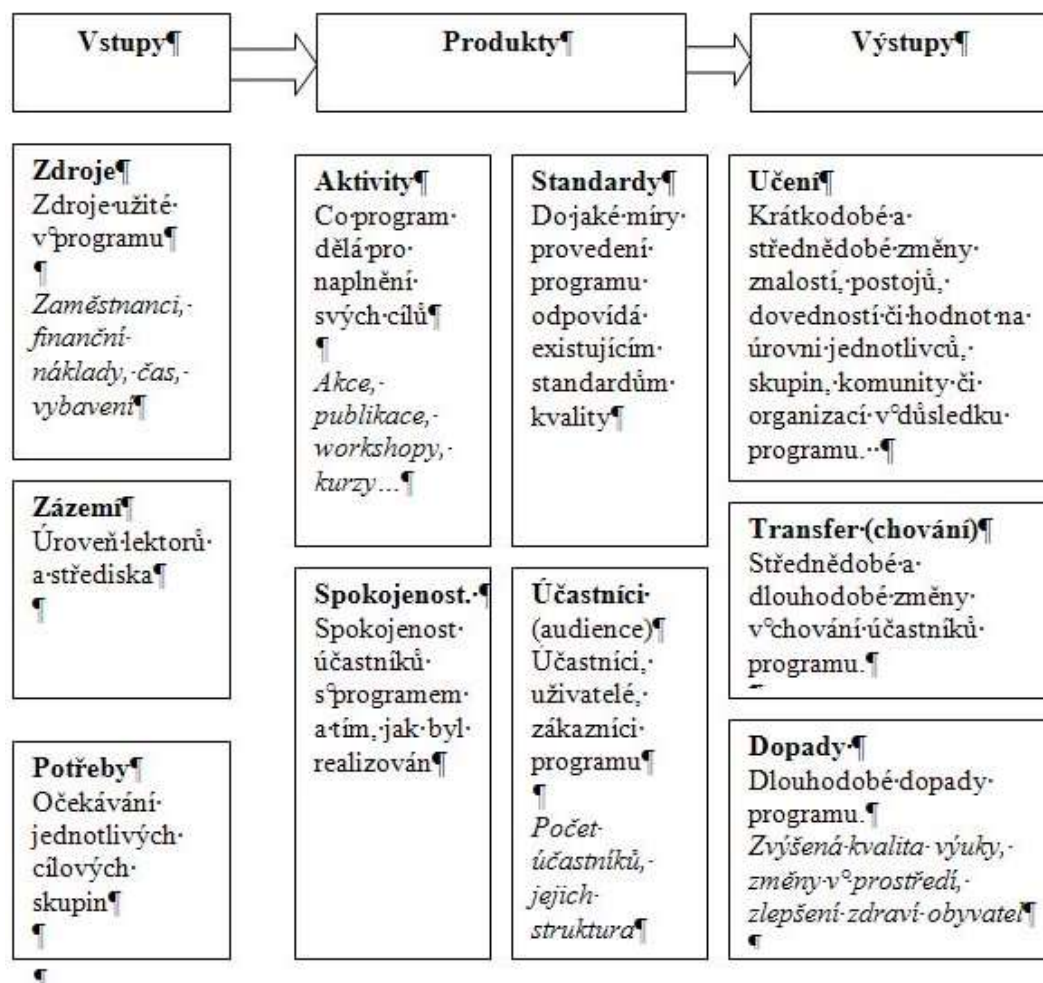 Vstupy
Produkty
Výstupy
Zdroje
Zdroje užité
v programu
Zaměstnanci,
finanční
náklady, čas,
vybavení
Zázemí
Úroveň lektorů
a střediska
Potřeby
Očekávání
jednotlivých
cílových
skupin
Aktivity
Co program
dělá pro
naplnění
svých cílů
Akce,
publikace,
workshopy,
kurzy…
Spokojenost.
Spokojenost
účastníků
s programem
a tím, jak byl
realizován
Standardy
Do jaké míry
provedení
programu
odpovídá
existujícím
standardům
kvality
Účastníci
(audience)
Účastníci,
uživatelé,
zákazníci
programu
Počet
účastníků,
jejich
struktura
Učení
Krátkodobé a
střednědobé změny
znalostí, postojů,
dovedností či hodnot na
úrovni jednotlivců,
skupin, komunity či
organizací v důsledku
programu.
Transfer (chování)
Střednědobé a
dlouhodobé změny
v chování účastníků
programu.
Dopady
Dlouhodobé dopady
programu.
Zvýšená kvalita výuky,
změny v prostředí,
zlepšení zdraví obyvatel